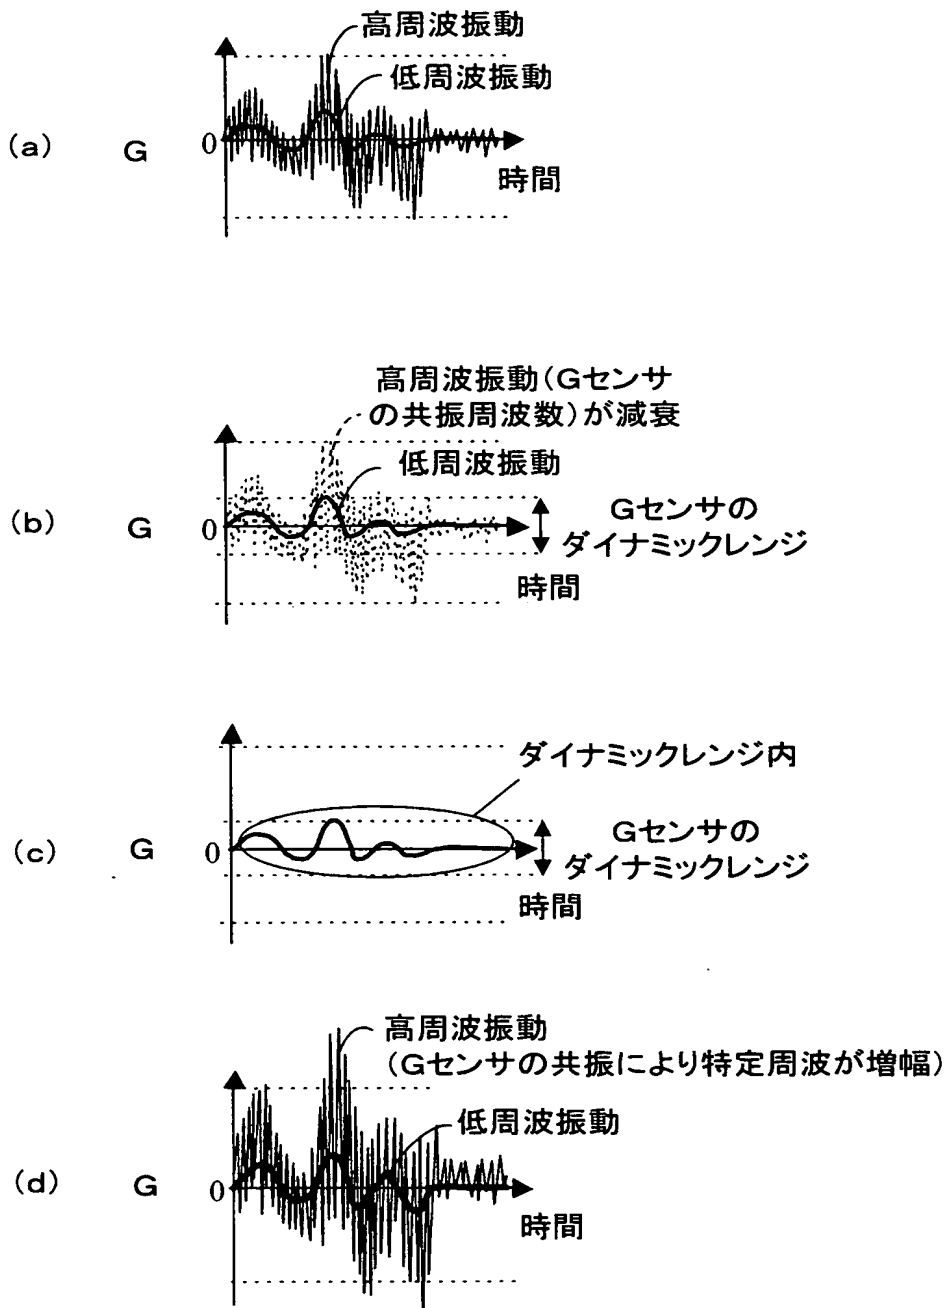 高周波振動
低周波振動
(a)
G
0
時間
高周波振動(Gセンサ
の共振周波数)が減衰
低周波振動
(b)
G
0
Gセンサの
ダイナミックレンジ
時間
ダイナミックレンジ内
(c)
G
0
Gセンサの
ダイナミックレンジ
時間
高周波振動
(Gセンサの共振により特定周波が増幅)
低周波振動
(d)
G
0
時間